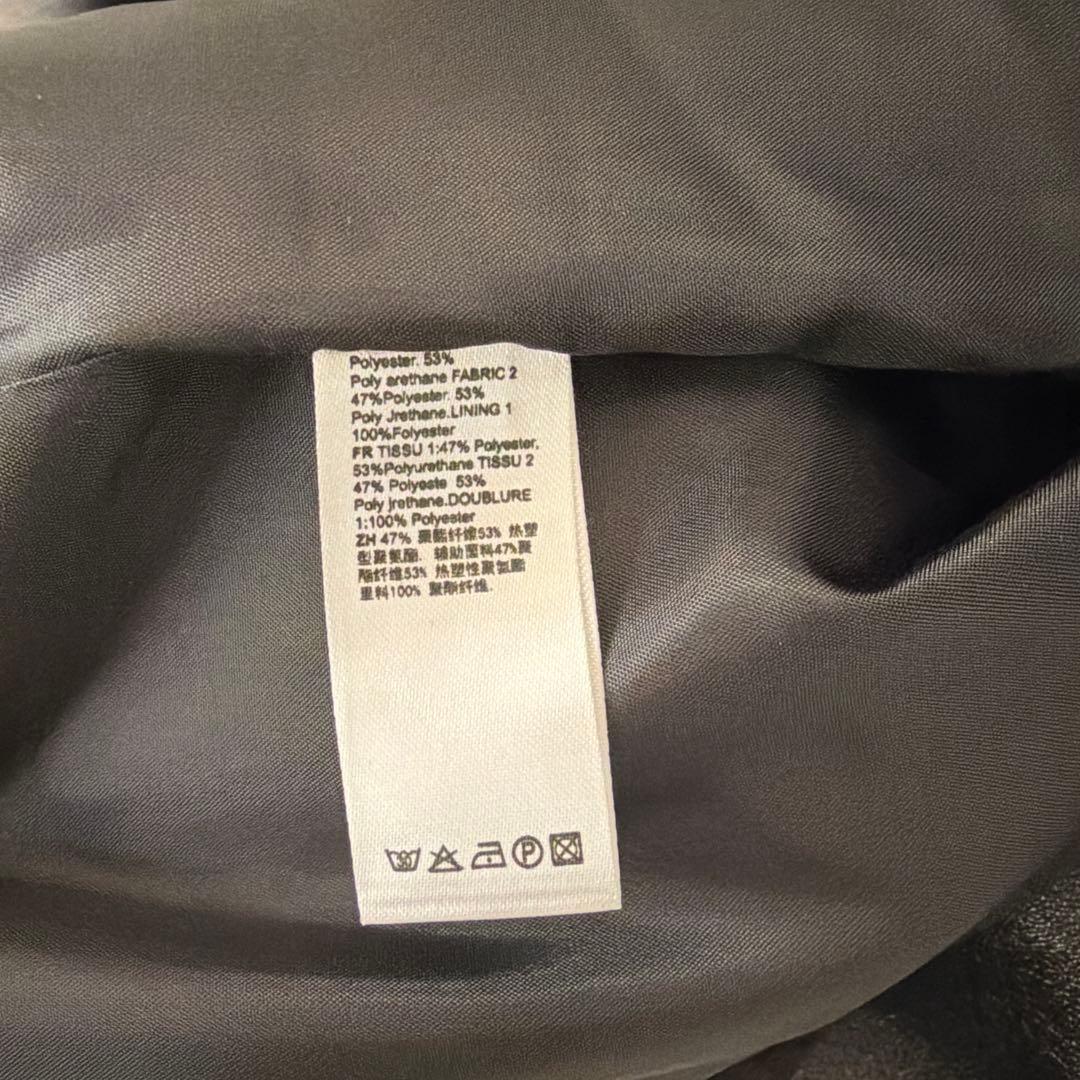 Polyester. 53%
Poly arethane FABRIC 2
47%Polyester. 53%
Poly Jrethane.LINING 1
100%Folyester
FR TISSU 1:47% Polyester,
53%Polyurethane TISSU 2
47% Polyeste 53%
Poly jrethane.DOUBLURE
1:100% Polyester
ZH 47% 聚酯纤维53% 热塑
型聚氨酯. 辅助面料47%聚
酯纤维53% 热塑性聚氨酯
里料100% 聚酯纤维.
30
P